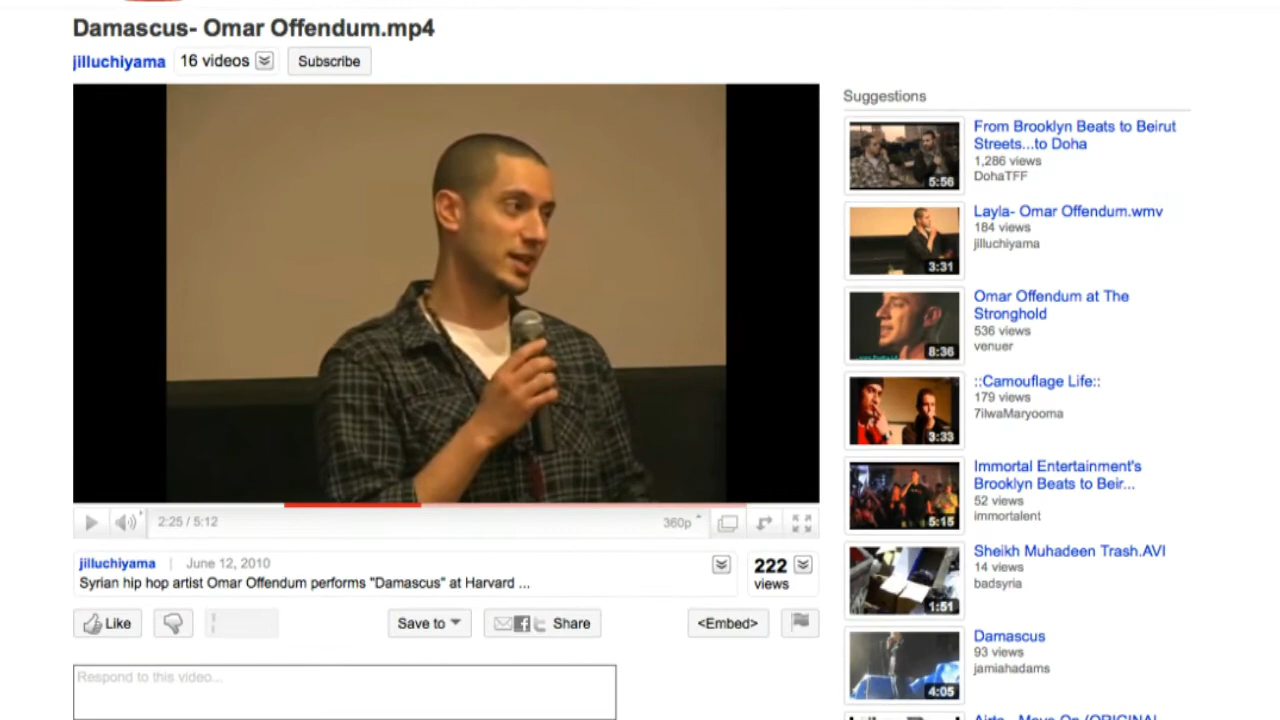 Damascus- Omar Offendum.mp4
jilluchiyama 16 videos Subscribe
2:25 / 5:12 360p
jilluchiyama | June 12, 2010
Syrian hip hop artist Omar Offendum performs "Damascus" at Harvard ...
222
views
Like Save to Share <Embed>
Respond to this video...
Suggestions
5:56
From Brooklyn Beats to Beirut
Streets...to Doha
1,286 views
DohaTFF
3:31
Layla- Omar Offendum.wmv
184 views
jilluchiyama
8:36
Omar Offendum at The
Stronghold
536 views
venuer
3:33
::Camouflage Life::
179 views
7ilwaMaryooma
5:15
Immortal Entertainment's
Brooklyn Beats to Beir...
52 views
immortalent
1:51
Sheikh Muhadeen Trash.AVI
14 views
badsyria
4:05
Damascus
93 views
jamiahadams